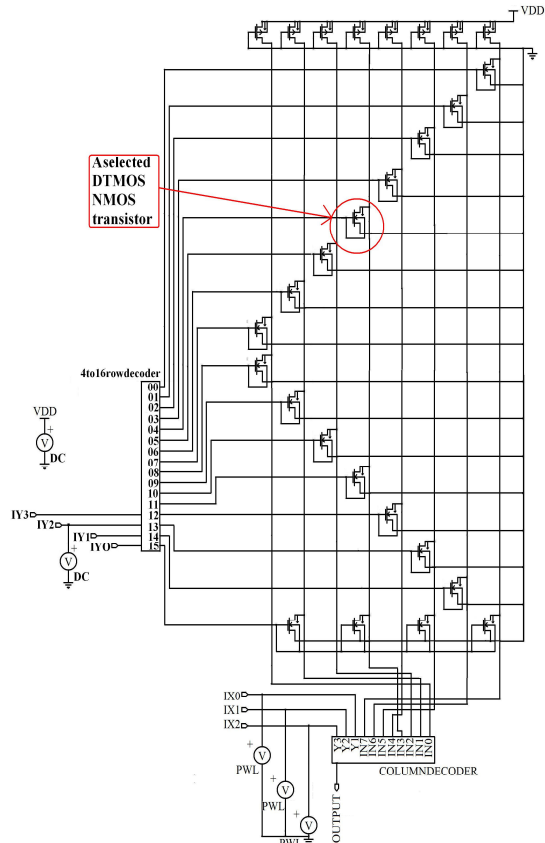 VDD
Aselected
DTMOS
NMOS
transistor
4to16rowdecoder
00
01
02
03
04
05
06
07
08
09
10
11
12
13
14
15
VDD
+
V
DC
IY3
IY2
IY1
IYO
+
V
DC
IX0
IX1
IX2
Y3
Y2
Y1
IN7
IN6
IN5
IN4
IN3
IN2
IN1
IN0
COLUMNDECODER
OUTPUT
+
V
PWL
+
V
PWL
+
V
PWL